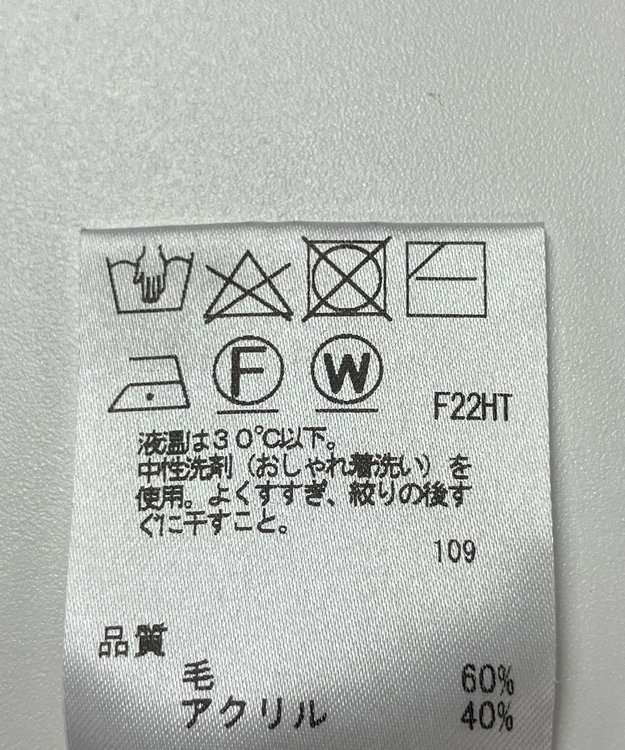 F W F22HT
液温は３０℃以下。
中性洗剤（おしゃれ着洗い）を
使用。よくすすぎ、絞りの後す
ぐに干すこと。
109
品質
毛 60%
アクリル 40%